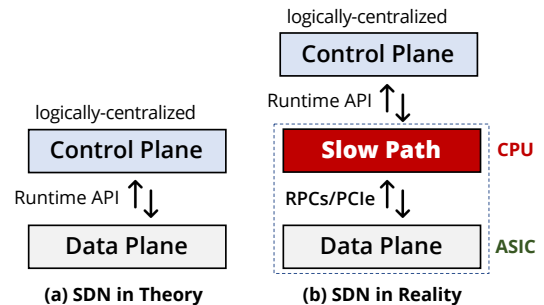 logically-centralized
Control Plane
Runtime API
Data Plane
(a) SDN in Theory
logically-centralized
Control Plane
Runtime API
Slow Path
CPU
RPCs/PCIe
Data Plane
ASIC
(b) SDN in Reality